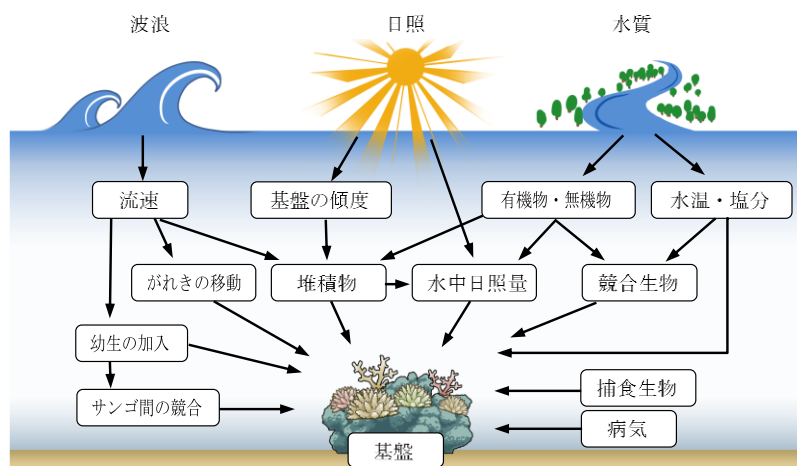 波浪
日照
水質
流速
基盤の傾度
有機物・無機物
水温・塩分
がれきの移動
堆積物
水中日照量
競合生物
幼生の加入
サンゴ間の競合
捕食生物
病気
基盤